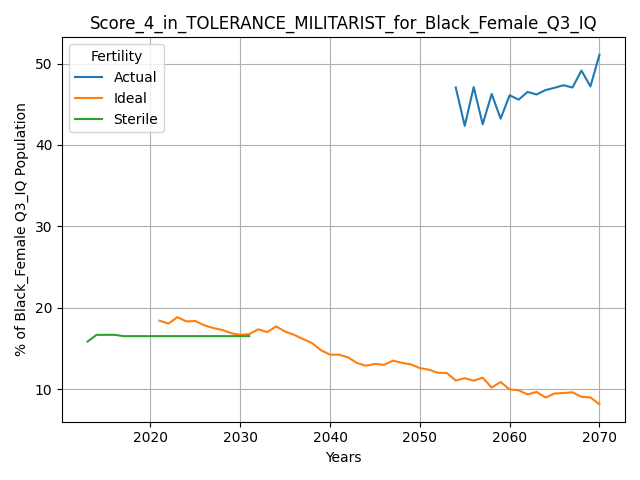 Score_4_in_TOLERANCE_MILITARIST_for_Black_Female_Q3_IQ
Fertility
Actual
Ideal
Sterile
% of Black_Female Q3_IQ Population
50
40
30
20
10
2020 2030 2040 2050 2060 2070
Years